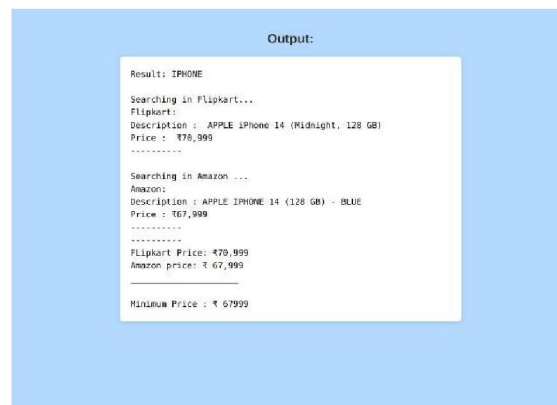 Output:
Result: IPHONE
Searching in Flipkart...
Flipkart:
Description :  APPLE iPhone 14 (Midnight, 128 GB)
Price :  ₹70,999
----------
Searching in Amazon ...
Amazon:
Description : APPLE IPHONE 14 (128 GB) - BLUE
Price : ₹67,999
----------
----------
FLipkart Price: ₹70,999
Amazon price: ₹ 67,999
____________________
Minimum Price : ₹ 67999